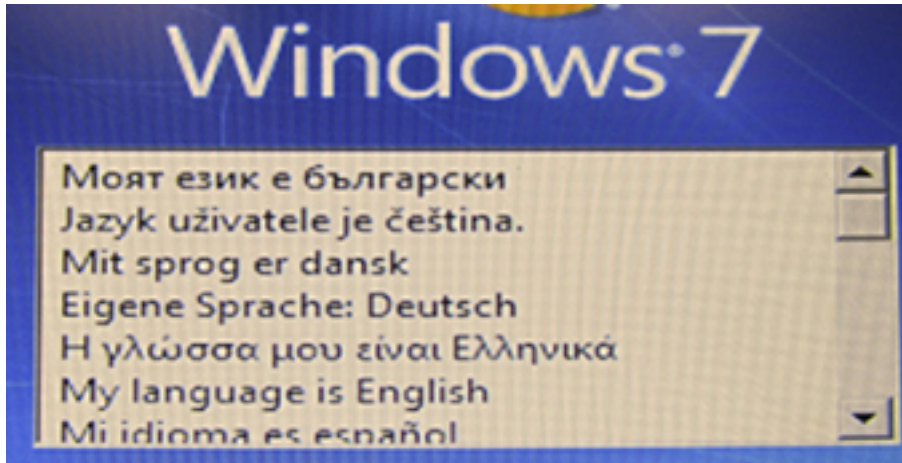 Windows® 7
Моят език е български
Jazyk uživatele je čeština.
Mit sprog er dansk
Eigene Sprache: Deutsch
Η γλώσσα μου είναι Ελληνικά
My language is English
Mi idioma es español